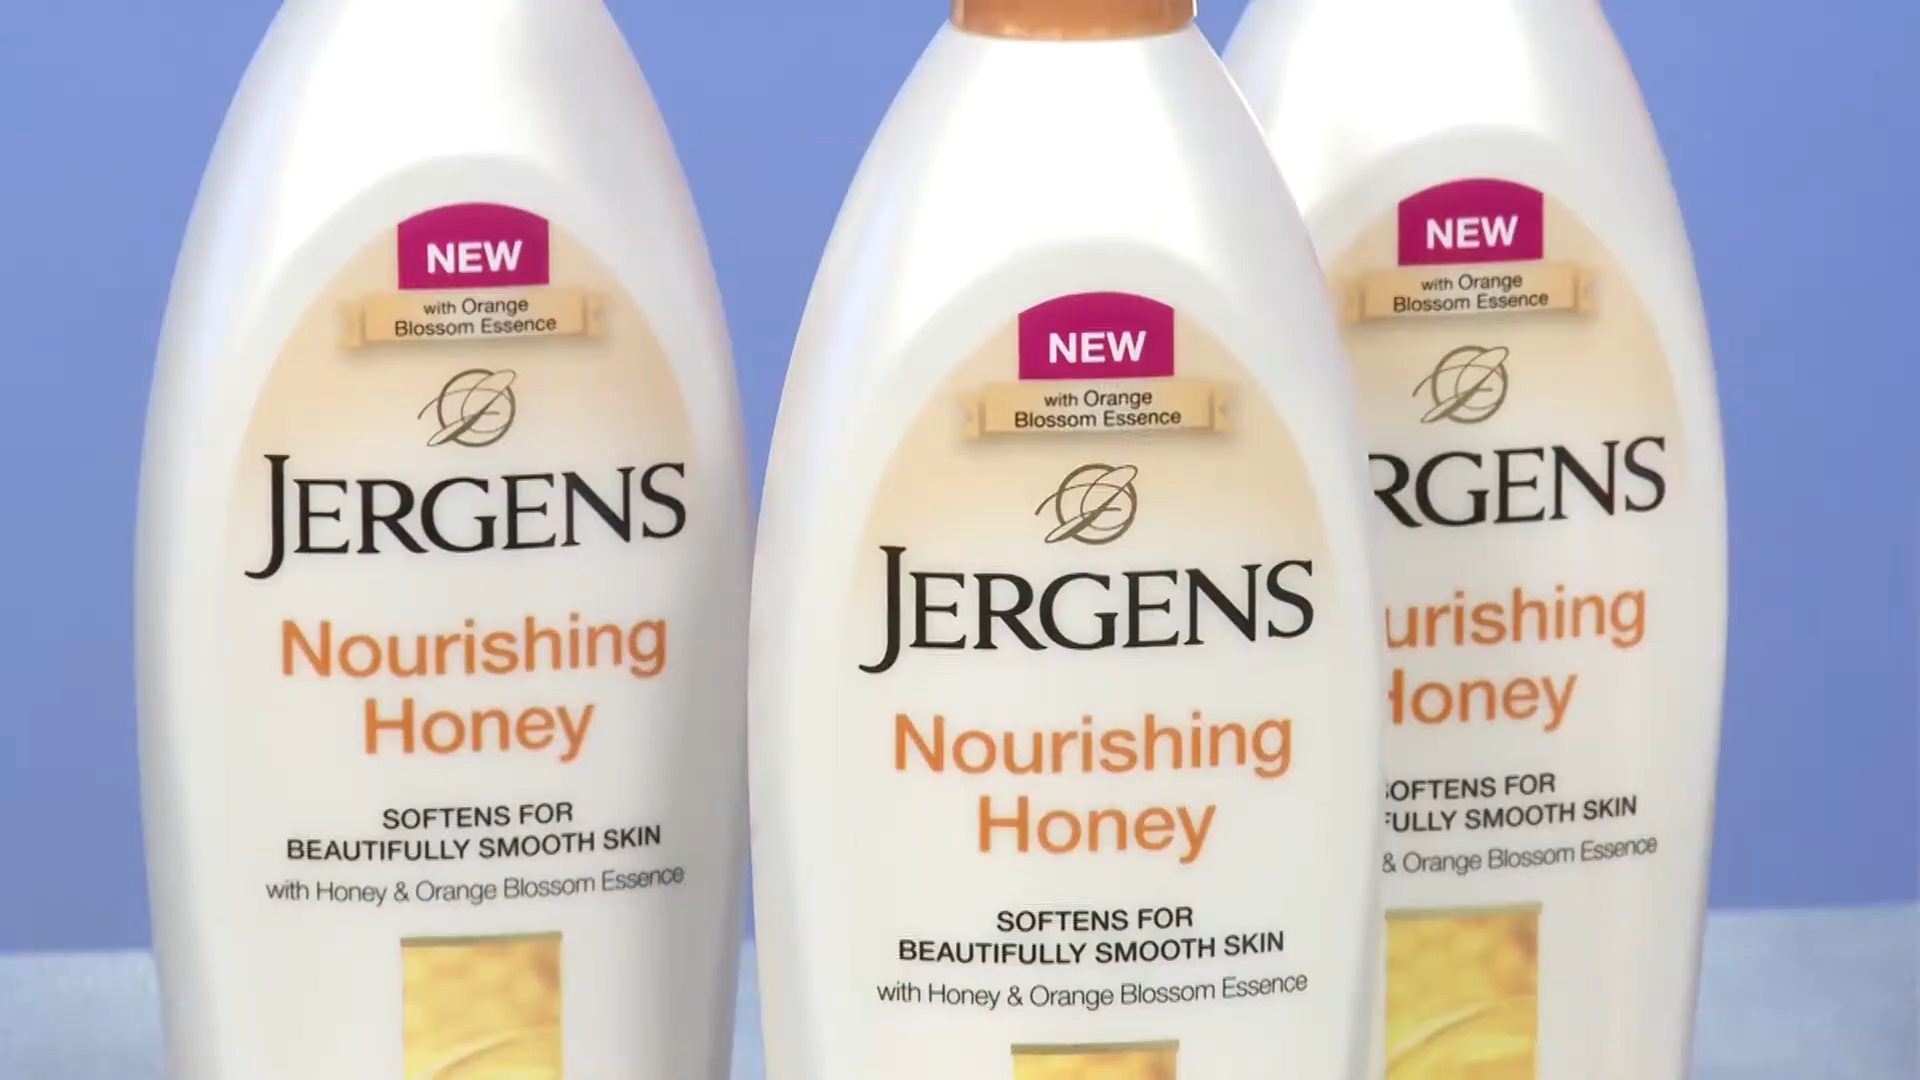 NEW
with Orange
Blossom Essence
JERGENS
Nourishing
Honey
SOFTENS FOR
BEAUTIFULLY SMOOTH SKIN
with Honey & Orange Blossom Essence
NEW
with Orange
Blossom Essence
JERGENS
Nourishing
Honey
SOFTENS FOR
BEAUTIFULLY SMOOTH SKIN
with Honey & Orange Blossom Essence
NEW
with Orange
Blossom Essence
RGENS
urishing
oney
OFTENS FOR
FULLY SMOOTH SKIN
& Orange Blossom Essence